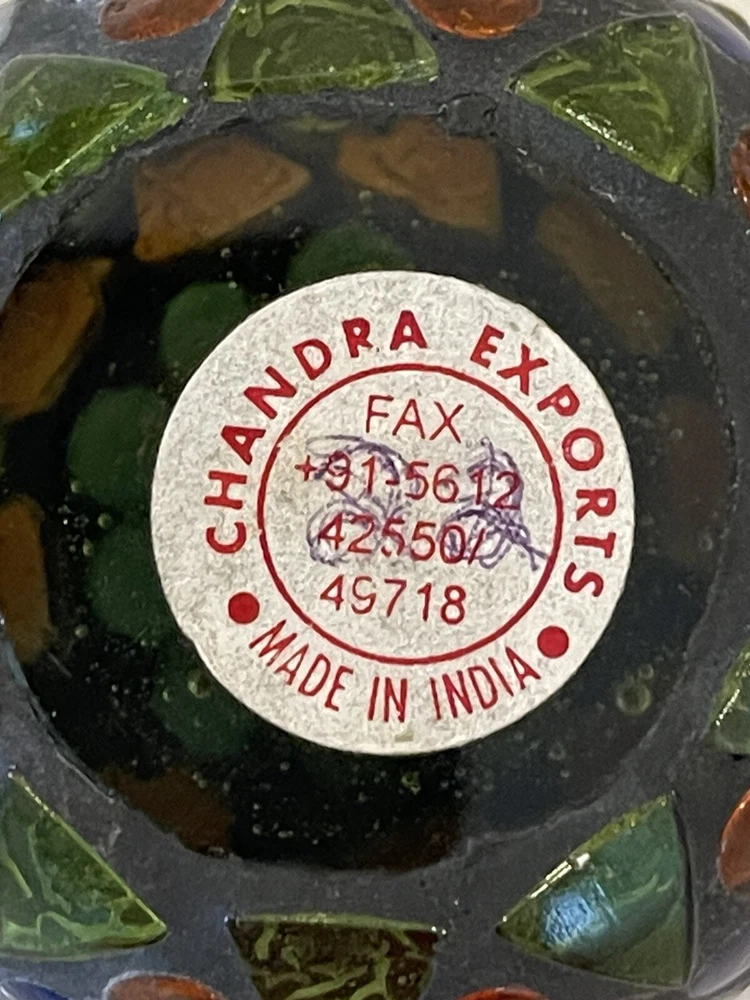 CHANDRA EXPORTS
FAX
+91-5612
42550/
49718
MADE IN INDIA